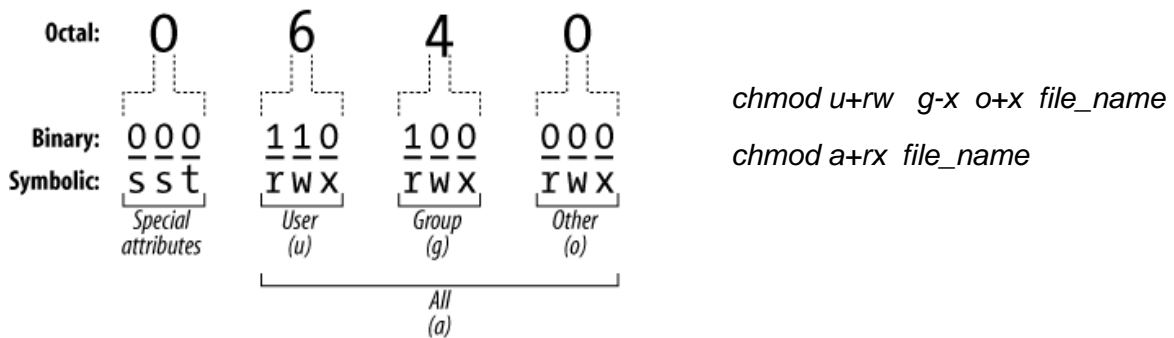 Octal: 0 6 4 0
Binary: 000 110 100 000
Symbolic: sst rwx rwx rwx
Special attributes User (u) Group (g) Other (o)
All
(a)
chmod u+rw g-x o+x file_name
chmod a+rx file_name